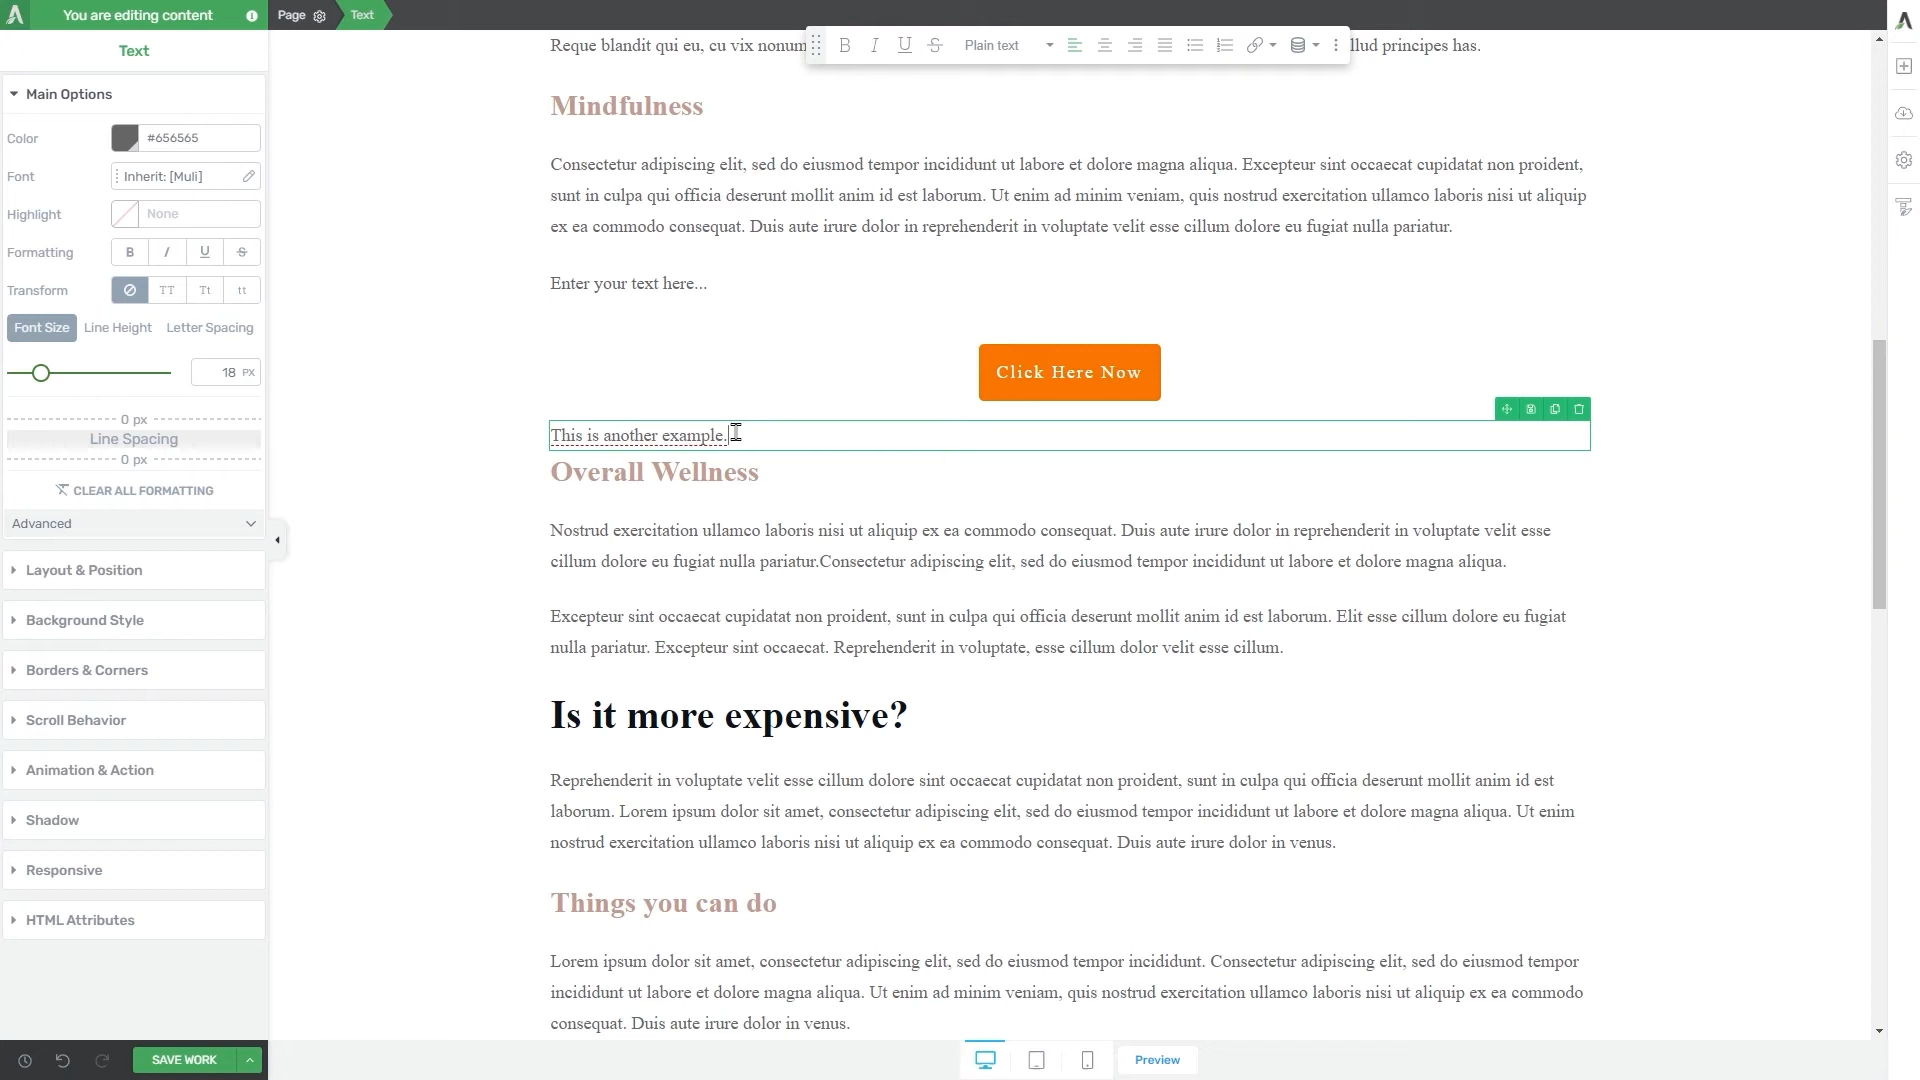 You are editing content
Page
Text
Text
Main Options
Color
#656565
Font
Inherit: [Muli]
Highlight
None
Formatting
B
I
U
S
Transform
TT
Tt
tt
Font Size
Line Height
Letter Spacing
18 PX
0 px
Line Spacing
0 px
CLEAR ALL FORMATTING
Advanced
Layout & Position
Background Style
Borders & Corners
Scroll Behavior
Animation & Action
Shadow
Responsive
HTML Attributes
SAVE WORK
B
I
U
S
Plain text
Reque blandit qui eu, cu vix nonum
llud principes has.
Mindfulness
Consectetur adipiscing elit, sed do eiusmod tempor incididunt ut labore et dolore magna aliqua. Excepteur sint occaecat cupidatat non proident,
sunt in culpa qui officia deserunt mollit anim id est laborum. Ut enim ad minim veniam, quis nostrud exercitation ullamco laboris nisi ut aliquip
ex ea commodo consequat. Duis aute irure dolor in reprehenderit in voluptate velit esse cillum dolore eu fugiat nulla pariatur.
Enter your text here...
Click Here Now
This is another example.
Overall Wellness
Nostrud exercitation ullamco laboris nisi ut aliquip ex ea commodo consequat. Duis aute irure dolor in reprehenderit in voluptate velit esse
cillum dolore eu fugiat nulla pariatur.Consectetur adipiscing elit, sed do eiusmod tempor incididunt ut labore et dolore magna aliqua.
Excepteur sint occaecat cupidatat non proident, sunt in culpa qui officia deserunt mollit anim id est laborum. Elit esse cillum dolore eu fugiat
nulla pariatur. Excepteur sint occaecat. Reprehenderit in voluptate, esse cillum dolor velit esse cillum.
Is it more expensive?
Reprehenderit in voluptate velit esse cillum dolore sint occaecat cupidatat non proident, sunt in culpa qui officia deserunt mollit anim id est
laborum. Lorem ipsum dolor sit amet, consectetur adipiscing elit, sed do eiusmod tempor incididunt ut labore et dolore magna aliqua. Ut enim
nostrud exercitation ullamco laboris nisi ut aliquip ex ea commodo consequat. Duis aute irure dolor in venus.
Things you can do
Lorem ipsum dolor sit amet, consectetur adipiscing elit, sed do eiusmod tempor incididunt. Consectetur adipiscing elit, sed do eiusmod tempor
incididunt ut labore et dolore magna aliqua. Ut enim ad minim veniam, quis nostrud exercitation ullamco laboris nisi ut aliquip ex ea commodo
consequat. Duis aute irure dolor in venus.
Preview